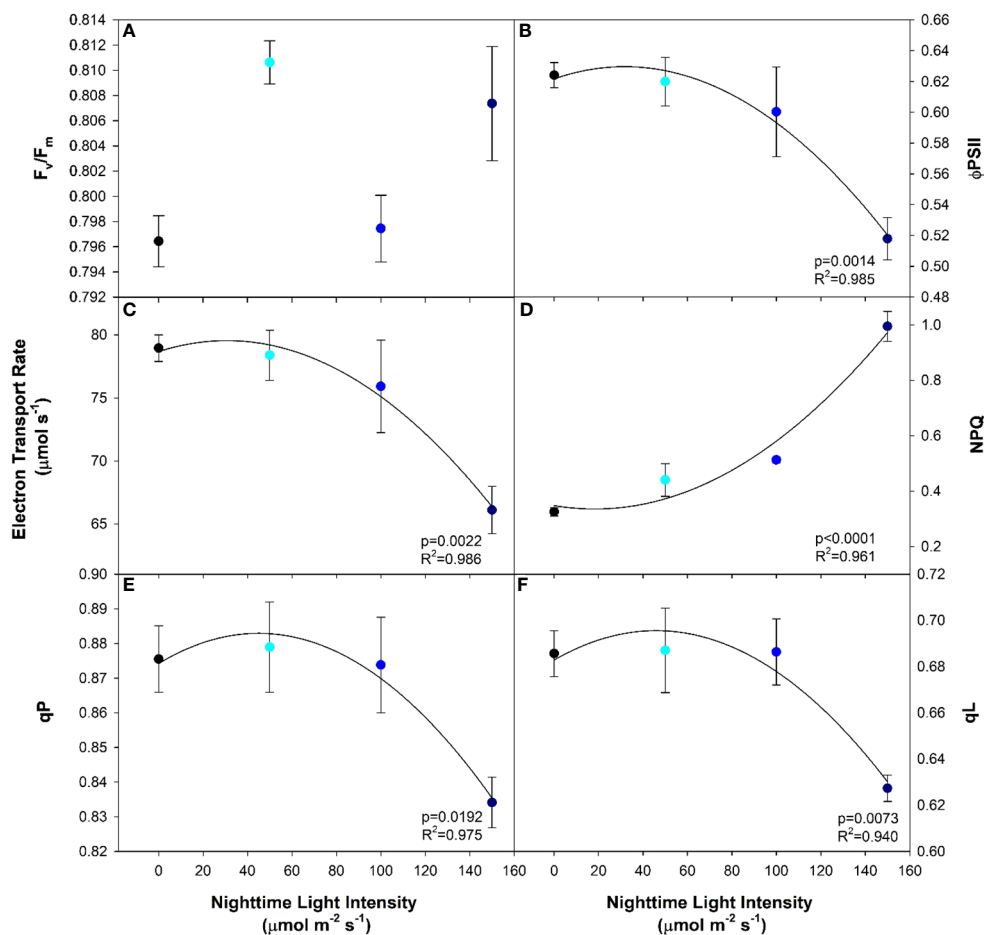 A
0.814
0.812
0.810
0.808
0.806
0.804
0.802
0.800
0.798
0.796
0.794
0.792
Fv/Fm
B
0.66
0.64
0.62
0.60
0.58
0.56
0.54
0.52
0.50
0.48
ϕPSII
p=0.0014
R²=0.985
C
80
75
70
65
Electron Transport Rate
(μmol s⁻¹)
p=0.0022
R²=0.986
D
1.0
0.8
0.6
0.4
0.2
NPQ
p<0.0001
R²=0.961
E
0.90
0.89
0.88
0.87
0.86
0.85
0.84
0.83
0.82
qP
p=0.0192
R²=0.975
F
0.72
0.70
0.68
0.66
0.64
0.62
0.60
qL
p=0.0073
R²=0.940
0 20 40 60 80 100 120 140 160
0 20 40 60 80 100 120 140 160
Nighttime Light Intensity
(μmol m⁻² s⁻¹)
Nighttime Light Intensity
(μmol m⁻² s⁻¹)